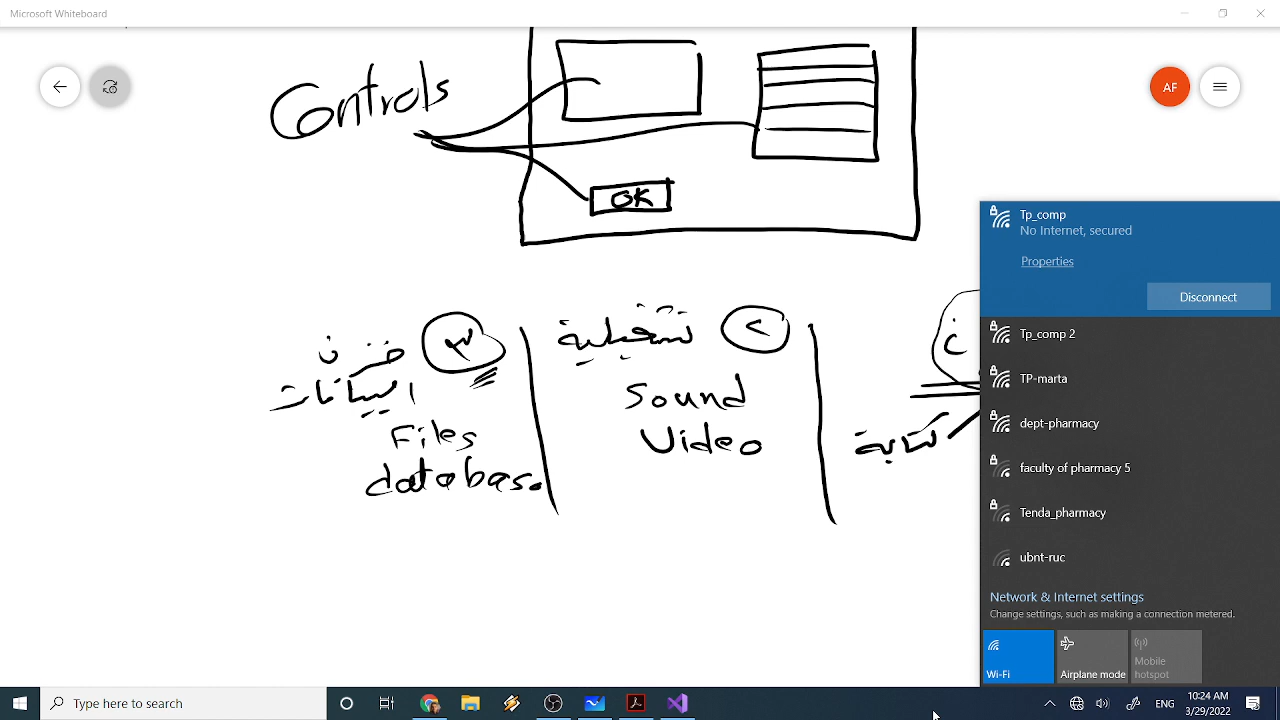 Microsoft Whiteboard
Controls
OK
AF
٣
خزن
البيانات
Files
database
٢
تشغيلية
Sound
Video
كتابة
Tp_comp
No Internet, secured
Properties
Disconnect
Tp_comp 2
TP-marta
dept-pharmacy
faculty of pharmacy 5
Tenda_pharmacy
ubnt-ruc
Network & Internet settings
Change settings, such as making a connection metered.
Wi-Fi
Airplane mode
Mobile
hotspot
Type here to search
ENG
10:24 AM
3/29/2022